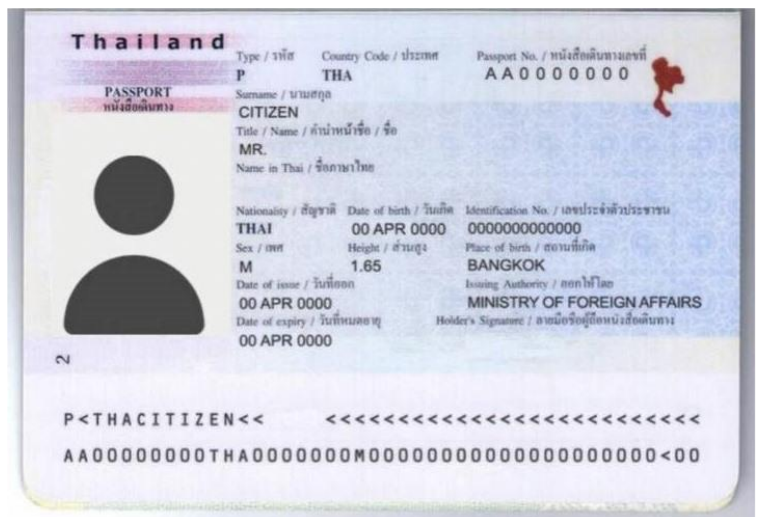 Thailand
PASSPORT
หนังสือเดินทาง
Type / รหัส Country Code / ประเทศ Passport No. / หนังสือเดินทางเลขที่
P THA AA0000000
Surname / นามสกุล
CITIZEN
Title / Name / คำนำหน้าชื่อ / ชื่อ
MR.
Name in Thai / ชื่อภาษาไทย
Nationality / สัญชาติ Date of birth / วันเกิด Identification No. / เลขประจำตัวประชาชน
THAI 00 APR 0000 0000000000000
Sex / เพศ Height / ส่วนสูง Place of birth / สถานที่เกิด
M 1.65 BANGKOK
Date of issue / วันที่ออก Issuing Authority / ออกให้โดย
00 APR 0000 MINISTRY OF FOREIGN AFFAIRS
Date of expiry / วันที่หมดอายุ Holder's Signature / ลายมือชื่อผู้ถือหนังสือเดินทาง
00 APR 0000
2
P<THACITIZEN<< <<<<<<<<<<<<<<<<<<<<<<<<<<
AA00000000THA0000000M00000000000000000000<00